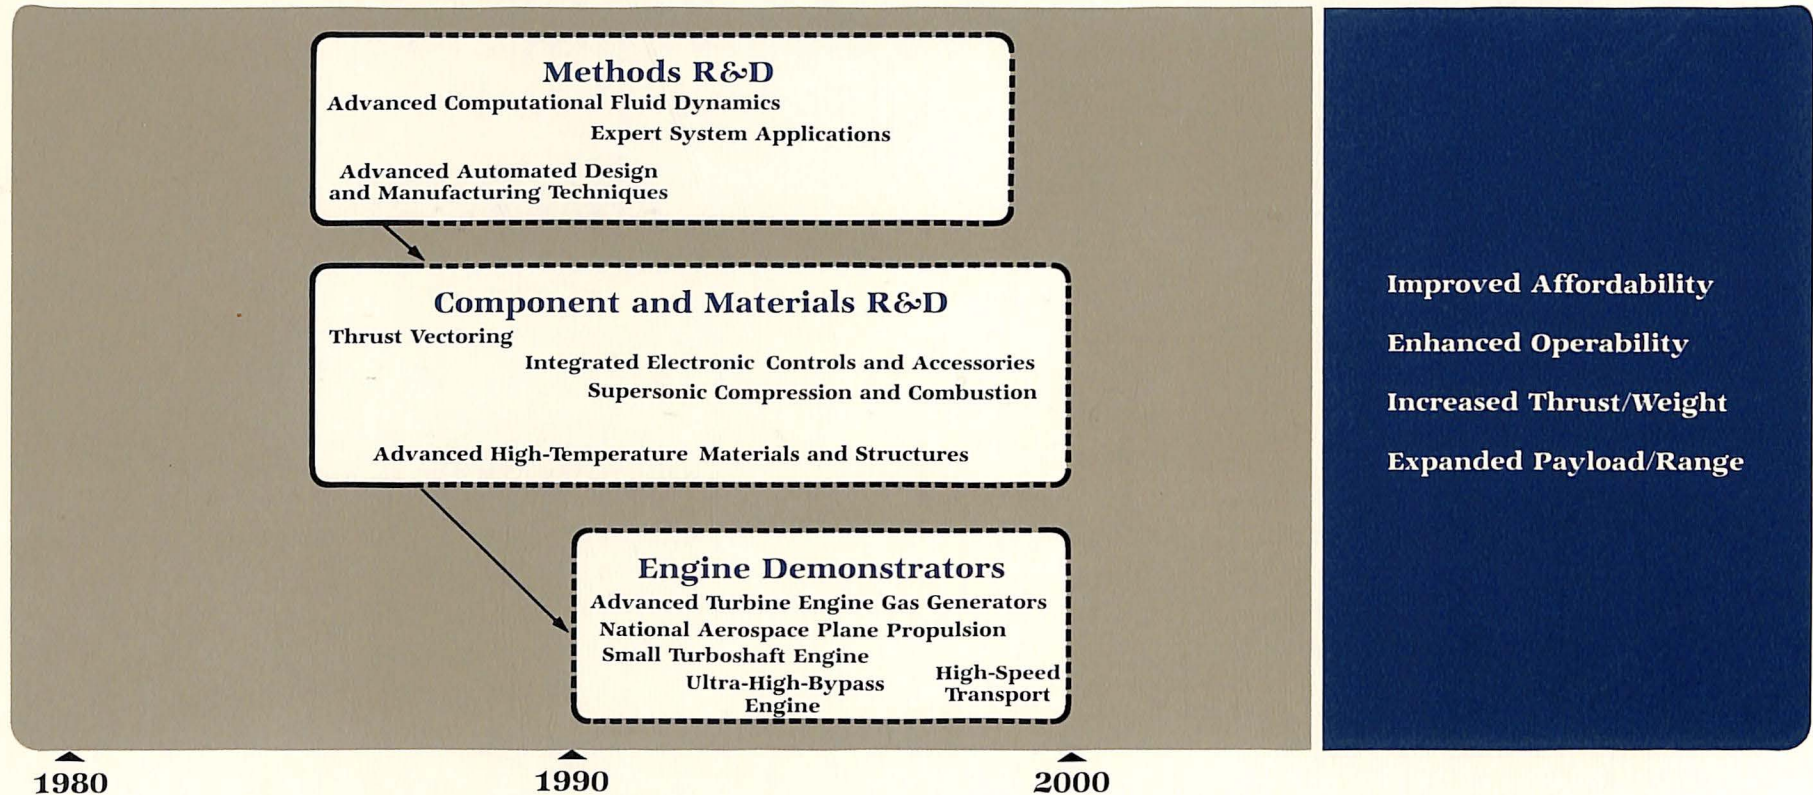 Methods R&D
Advanced Computational Fluid Dynamics
Expert System Applications
Advanced Automated Design
and Manufacturing Techniques
Component and Materials R&D
Thrust Vectoring
Integrated Electronic Controls and Accessories
Supersonic Compression and Combustion
Advanced High-Temperature Materials and Structures
Engine Demonstrators
Advanced Turbine Engine Gas Generators
National Aerospace Plane Propulsion
Small Turboshaft Engine
Ultra-High-Bypass
Engine
High-Speed
Transport
1980
1990
2000
Improved Affordability
Enhanced Operability
Increased Thrust/Weight
Expanded Payload/Range